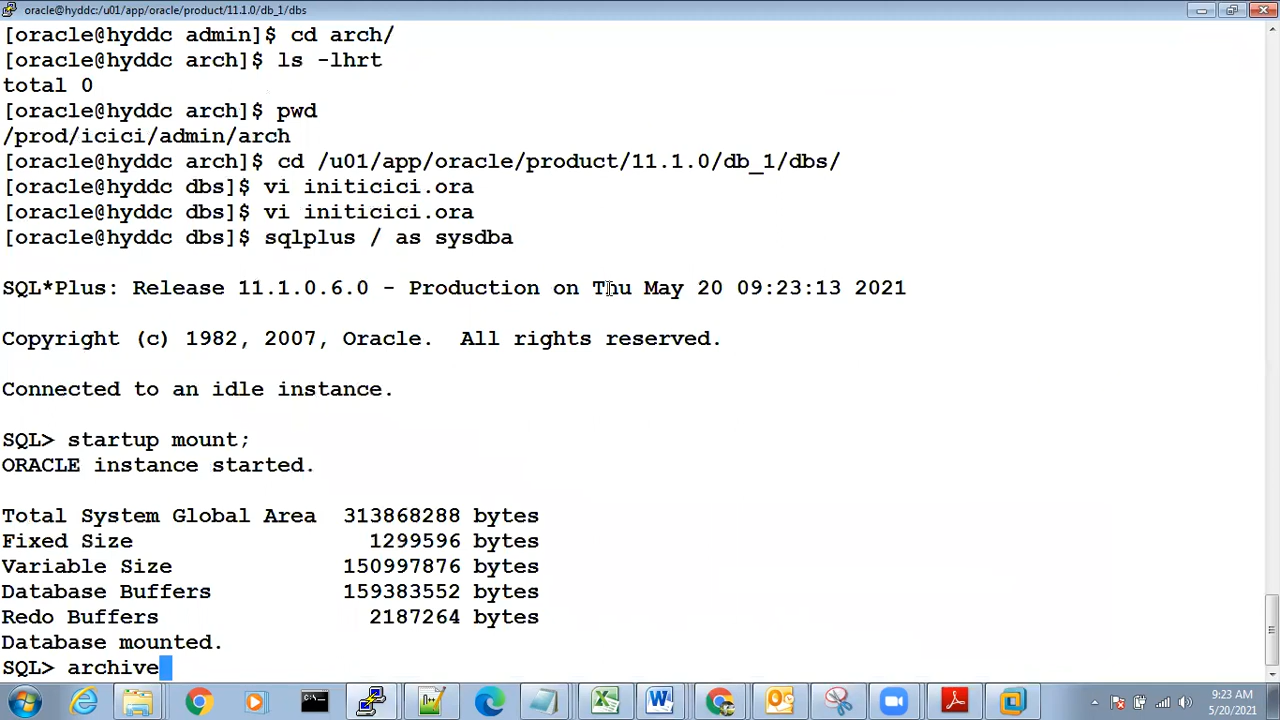 oracle@hyddc:/u01/app/oracle/product/11.1.0/db_1/dbs
[oracle@hyddc admin]$ cd arch/
[oracle@hyddc arch]$ ls -lhrt
total 0
[oracle@hyddc arch]$ pwd
/prod/icici/admin/arch
[oracle@hyddc arch]$ cd /u01/app/oracle/product/11.1.0/db_1/dbs/
[oracle@hyddc dbs]$ vi initicici.ora
[oracle@hyddc dbs]$ vi initicici.ora
[oracle@hyddc dbs]$ sqlplus / as sysdba
SQL*Plus: Release 11.1.0.6.0 - Production on Thu May 20 09:23:13 2021
Copyright (c) 1982, 2007, Oracle.  All rights reserved.
Connected to an idle instance.
SQL> startup mount;
ORACLE instance started.
Total System Global Area  313868288 bytes
Fixed Size                  1299596 bytes
Variable Size             150997876 bytes
Database Buffers          159383552 bytes
Redo Buffers                2187264 bytes
Database mounted.
SQL> archive
9:23 AM
5/20/2021